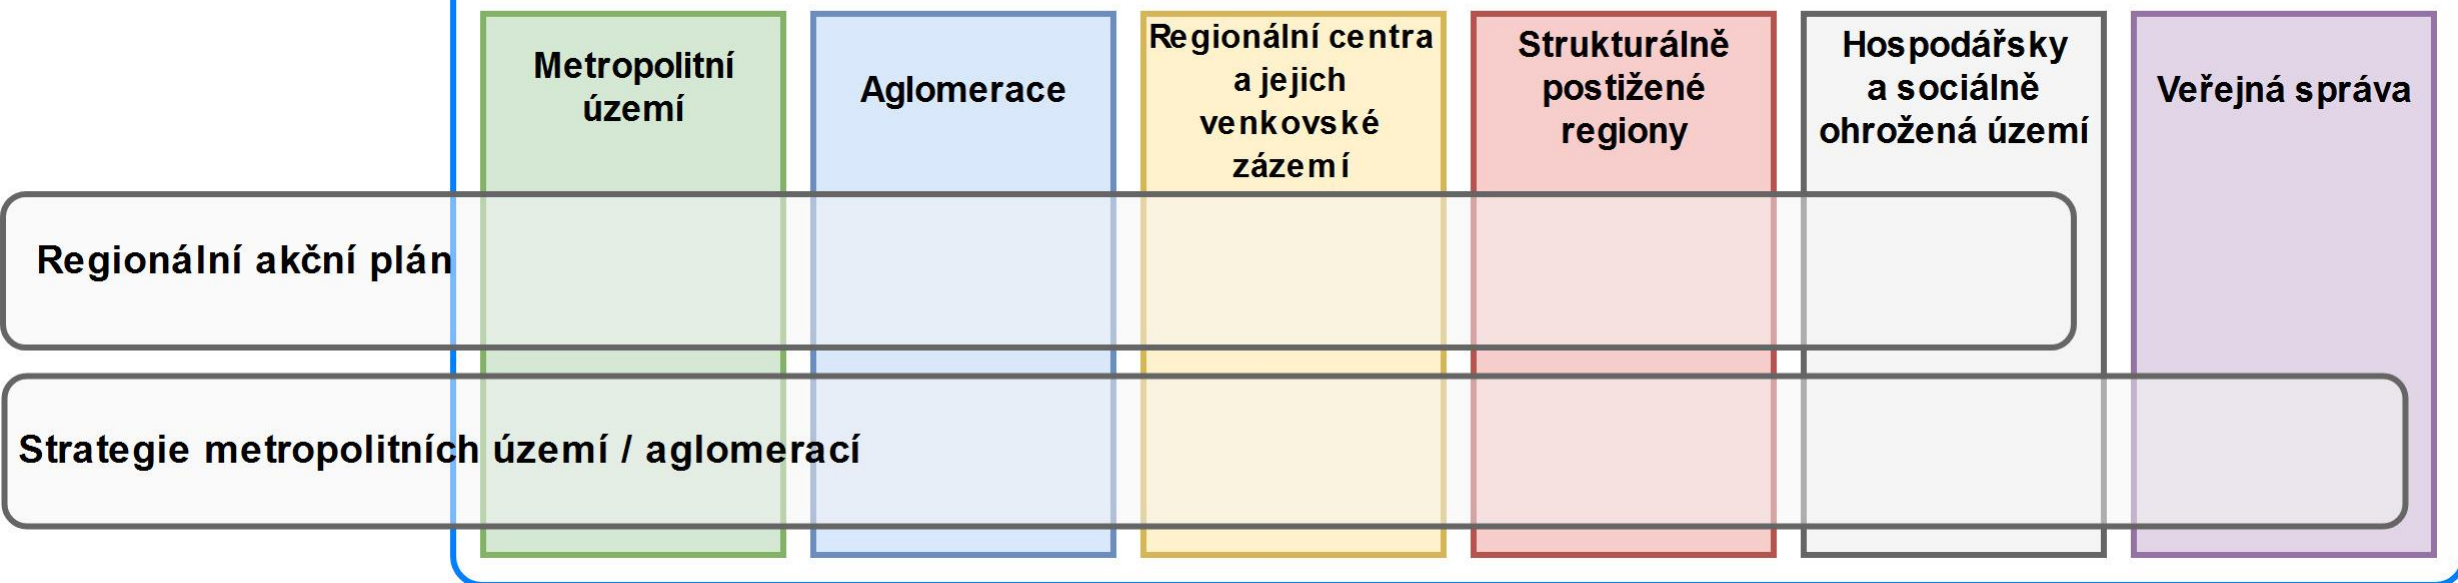 Metropolitní
území
Aglomerace
Regionální centra
a jejich
venkovské
zázemí
Strukturálně
postižené
regiony
Hospodářsky
a sociálně
ohrožená území
Veřejná správa
Regionální akční plán
Strategie metropolitních území / aglomerací